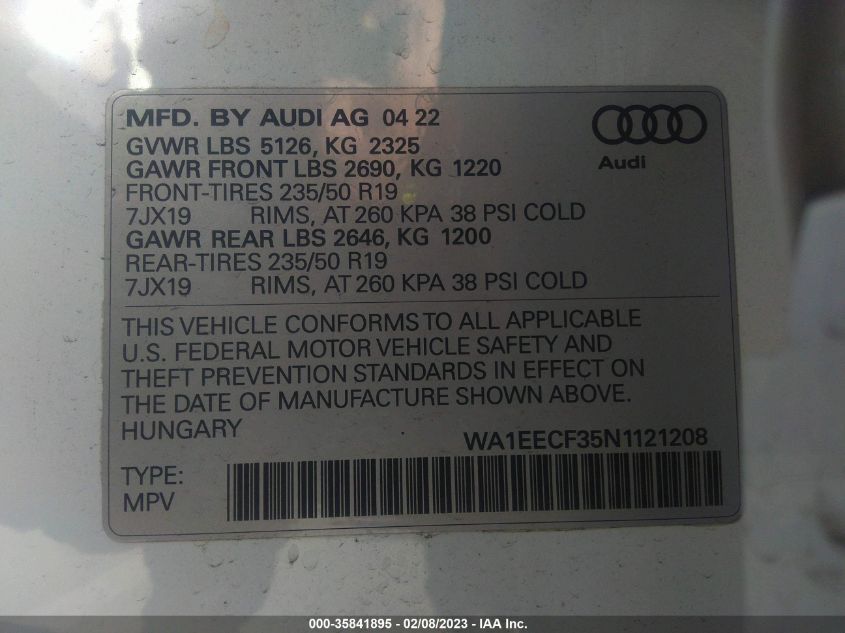 MFD. BY AUDI AG 04 22
GVWR LBS 5126, KG 2325
GAWR FRONT LBS 2690, KG 1220
FRONT-TIRES 235/50 R19
7JX19 RIMS, AT 260 KPA 38 PSI COLD
GAWR REAR LBS 2646, KG 1200
REAR-TIRES 235/50 R19
7JX19 RIMS, AT 260 KPA 38 PSI COLD
Audi
THIS VEHICLE CONFORMS TO ALL APPLICABLE
U.S. FEDERAL MOTOR VEHICLE SAFETY AND
THEFT PREVENTION STANDARDS IN EFFECT ON
THE DATE OF MANUFACTURE SHOWN ABOVE.
HUNGARY
WA1EECF35N1121208
TYPE:
MPV
000-35841895 - 02/08/2023 - IAA Inc.